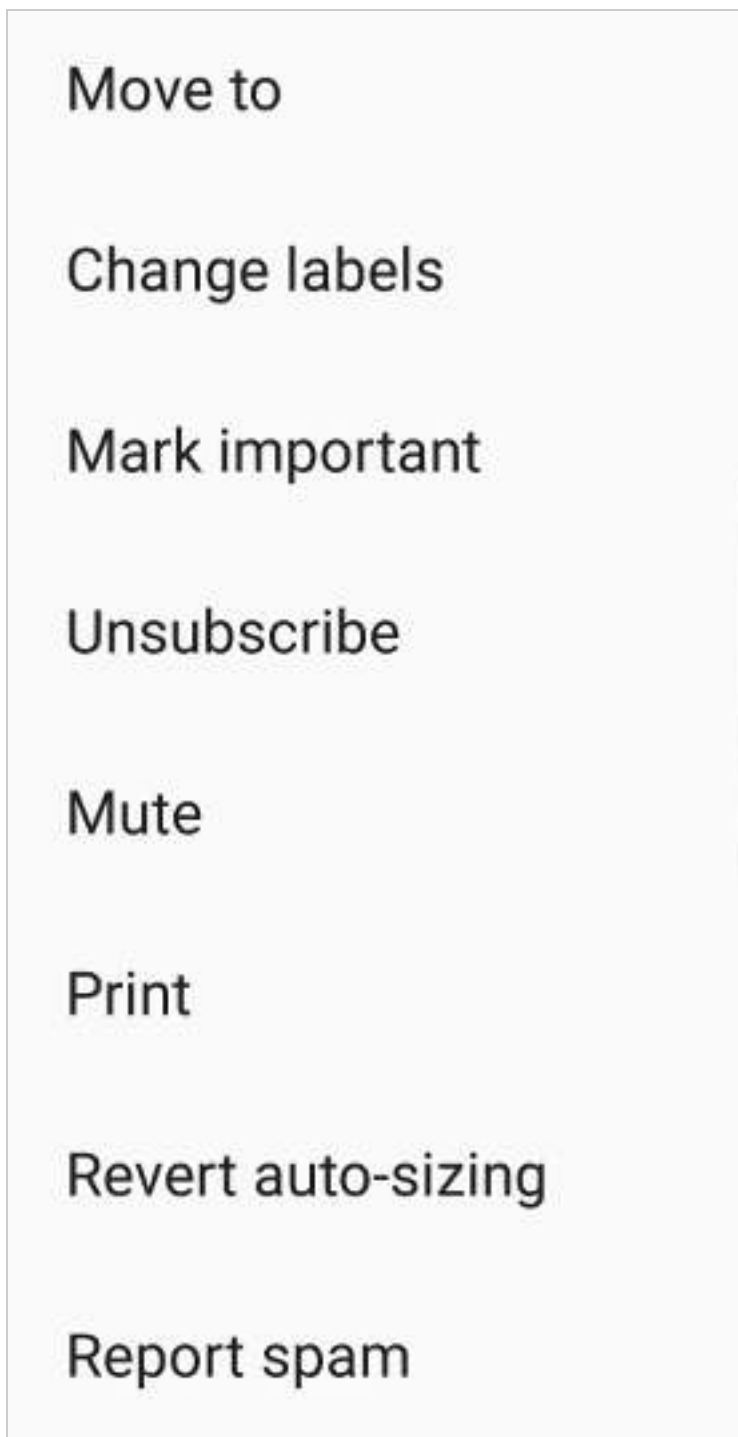 Move to
Change labels
Mark important
Unsubscribe
Mute
Print
Revert auto-sizing
Report spam